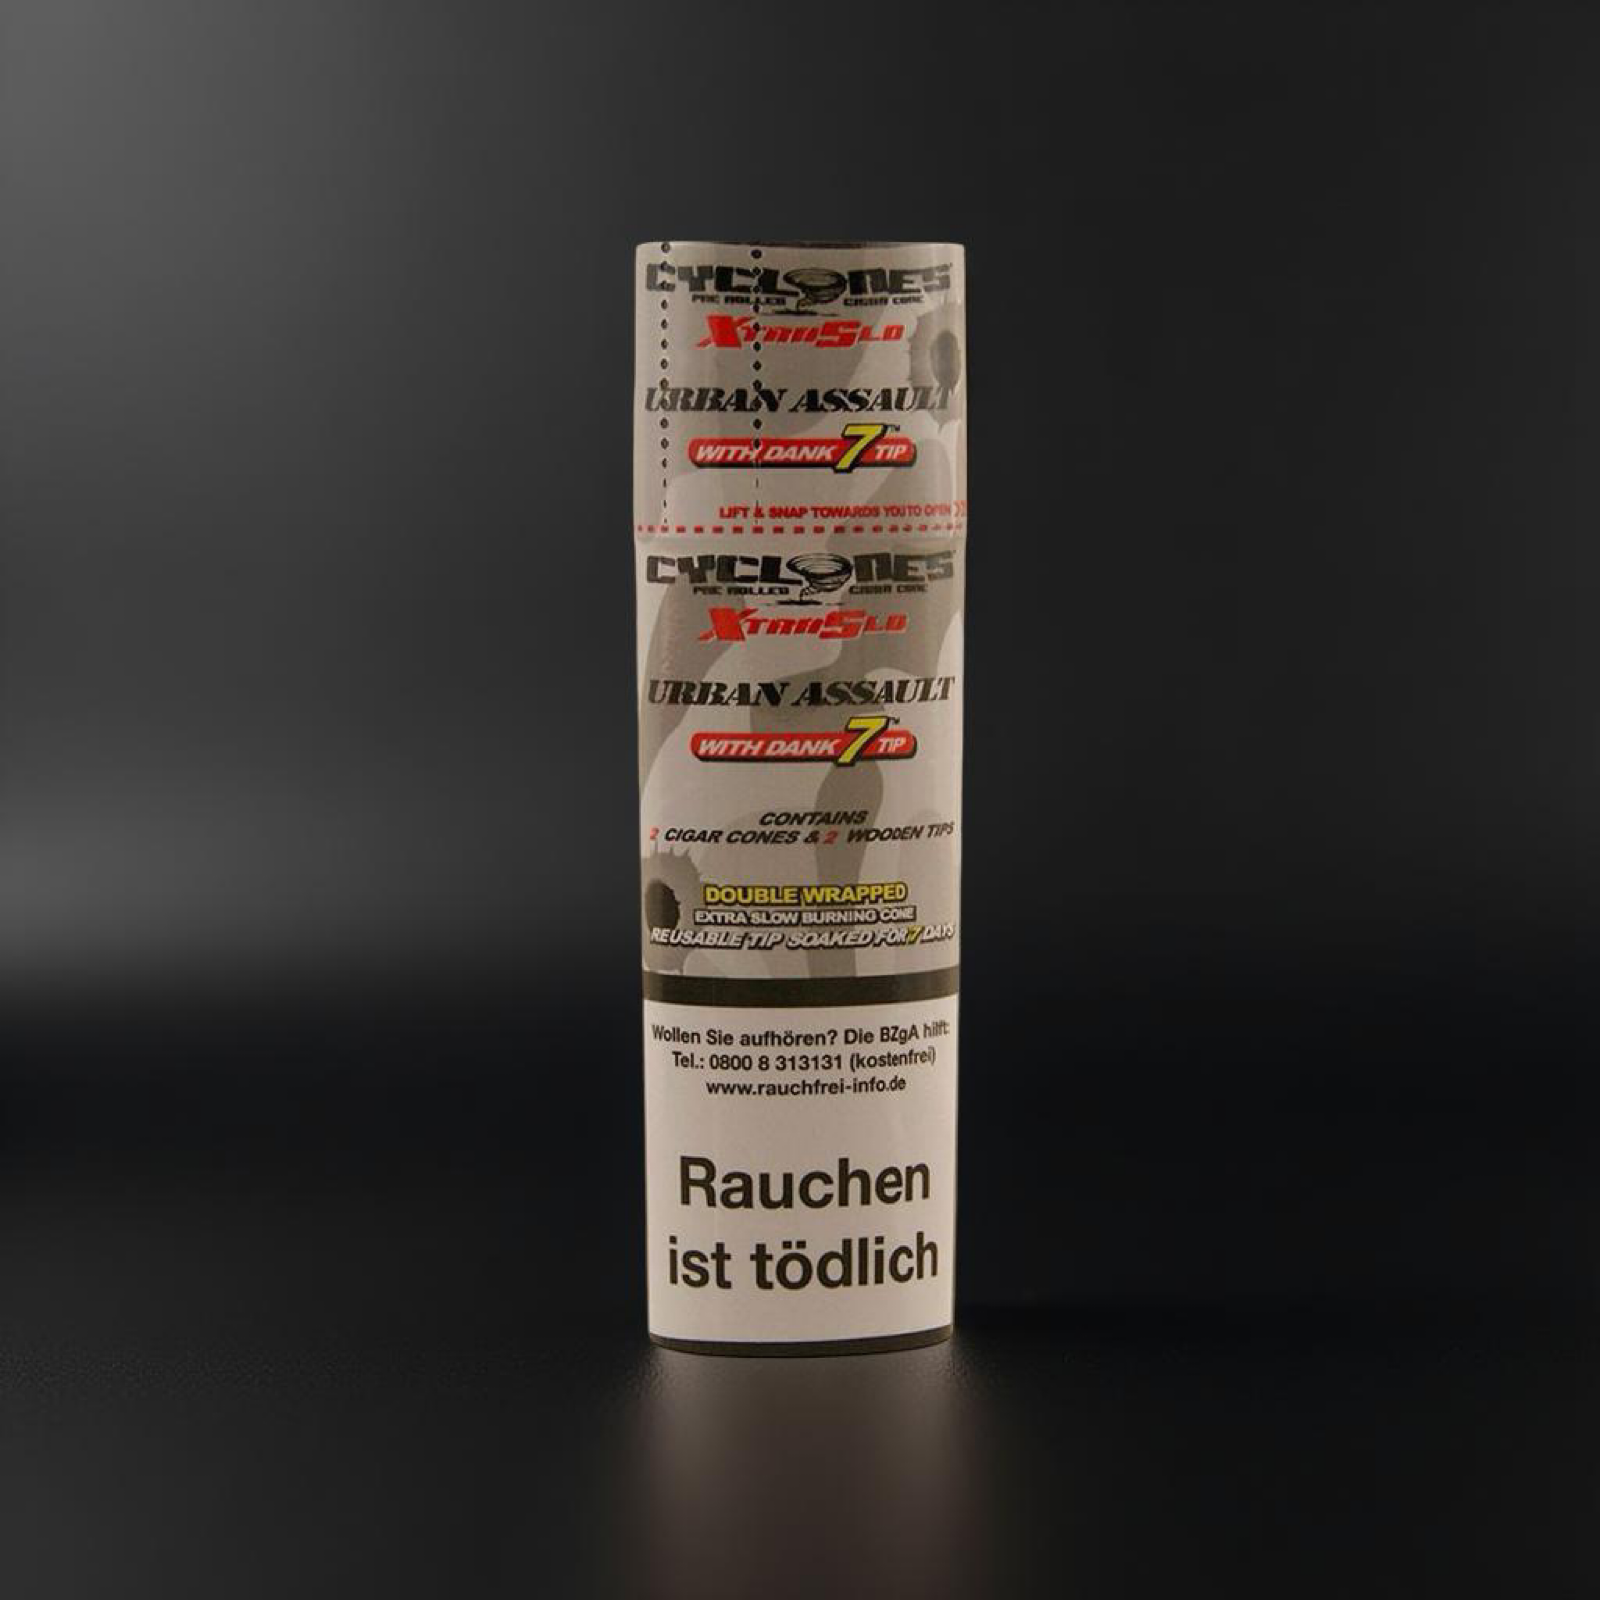 CYCLONES
PRE ROLLED CIGAR CONE
XTRASLO
URBAN ASSAULT
WITH DANK 7™ TIP
LIFT & SNAP TOWARDS YOU TO OPEN
CYCLONES
PRE ROLLED CIGAR CONE
XTRASLO
URBAN ASSAULT
WITH DANK 7™ TIP
CONTAINS
2 CIGAR CONES & 2 WOODEN TIPS
DOUBLE WRAPPED
EXTRA SLOW BURNING CONE
REUSABLE TIP SOAKED FOR 7 DAYS
Wollen Sie aufhören? Die BZgA hilft:
Tel.: 0800 8 313131 (kostenfrei)
www.rauchfrei-info.de
Rauchen
ist tödlich